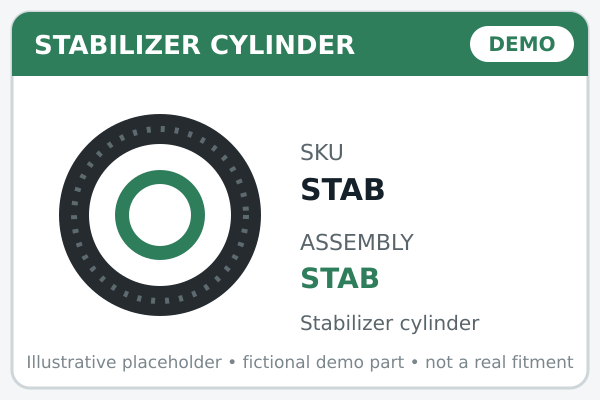 STABILIZER CYLINDER
DEMO
SKU
STAB
ASSEMBLY
STAB
Stabilizer cylinder
Illustrative placeholder • fictional demo part • not a real fitment